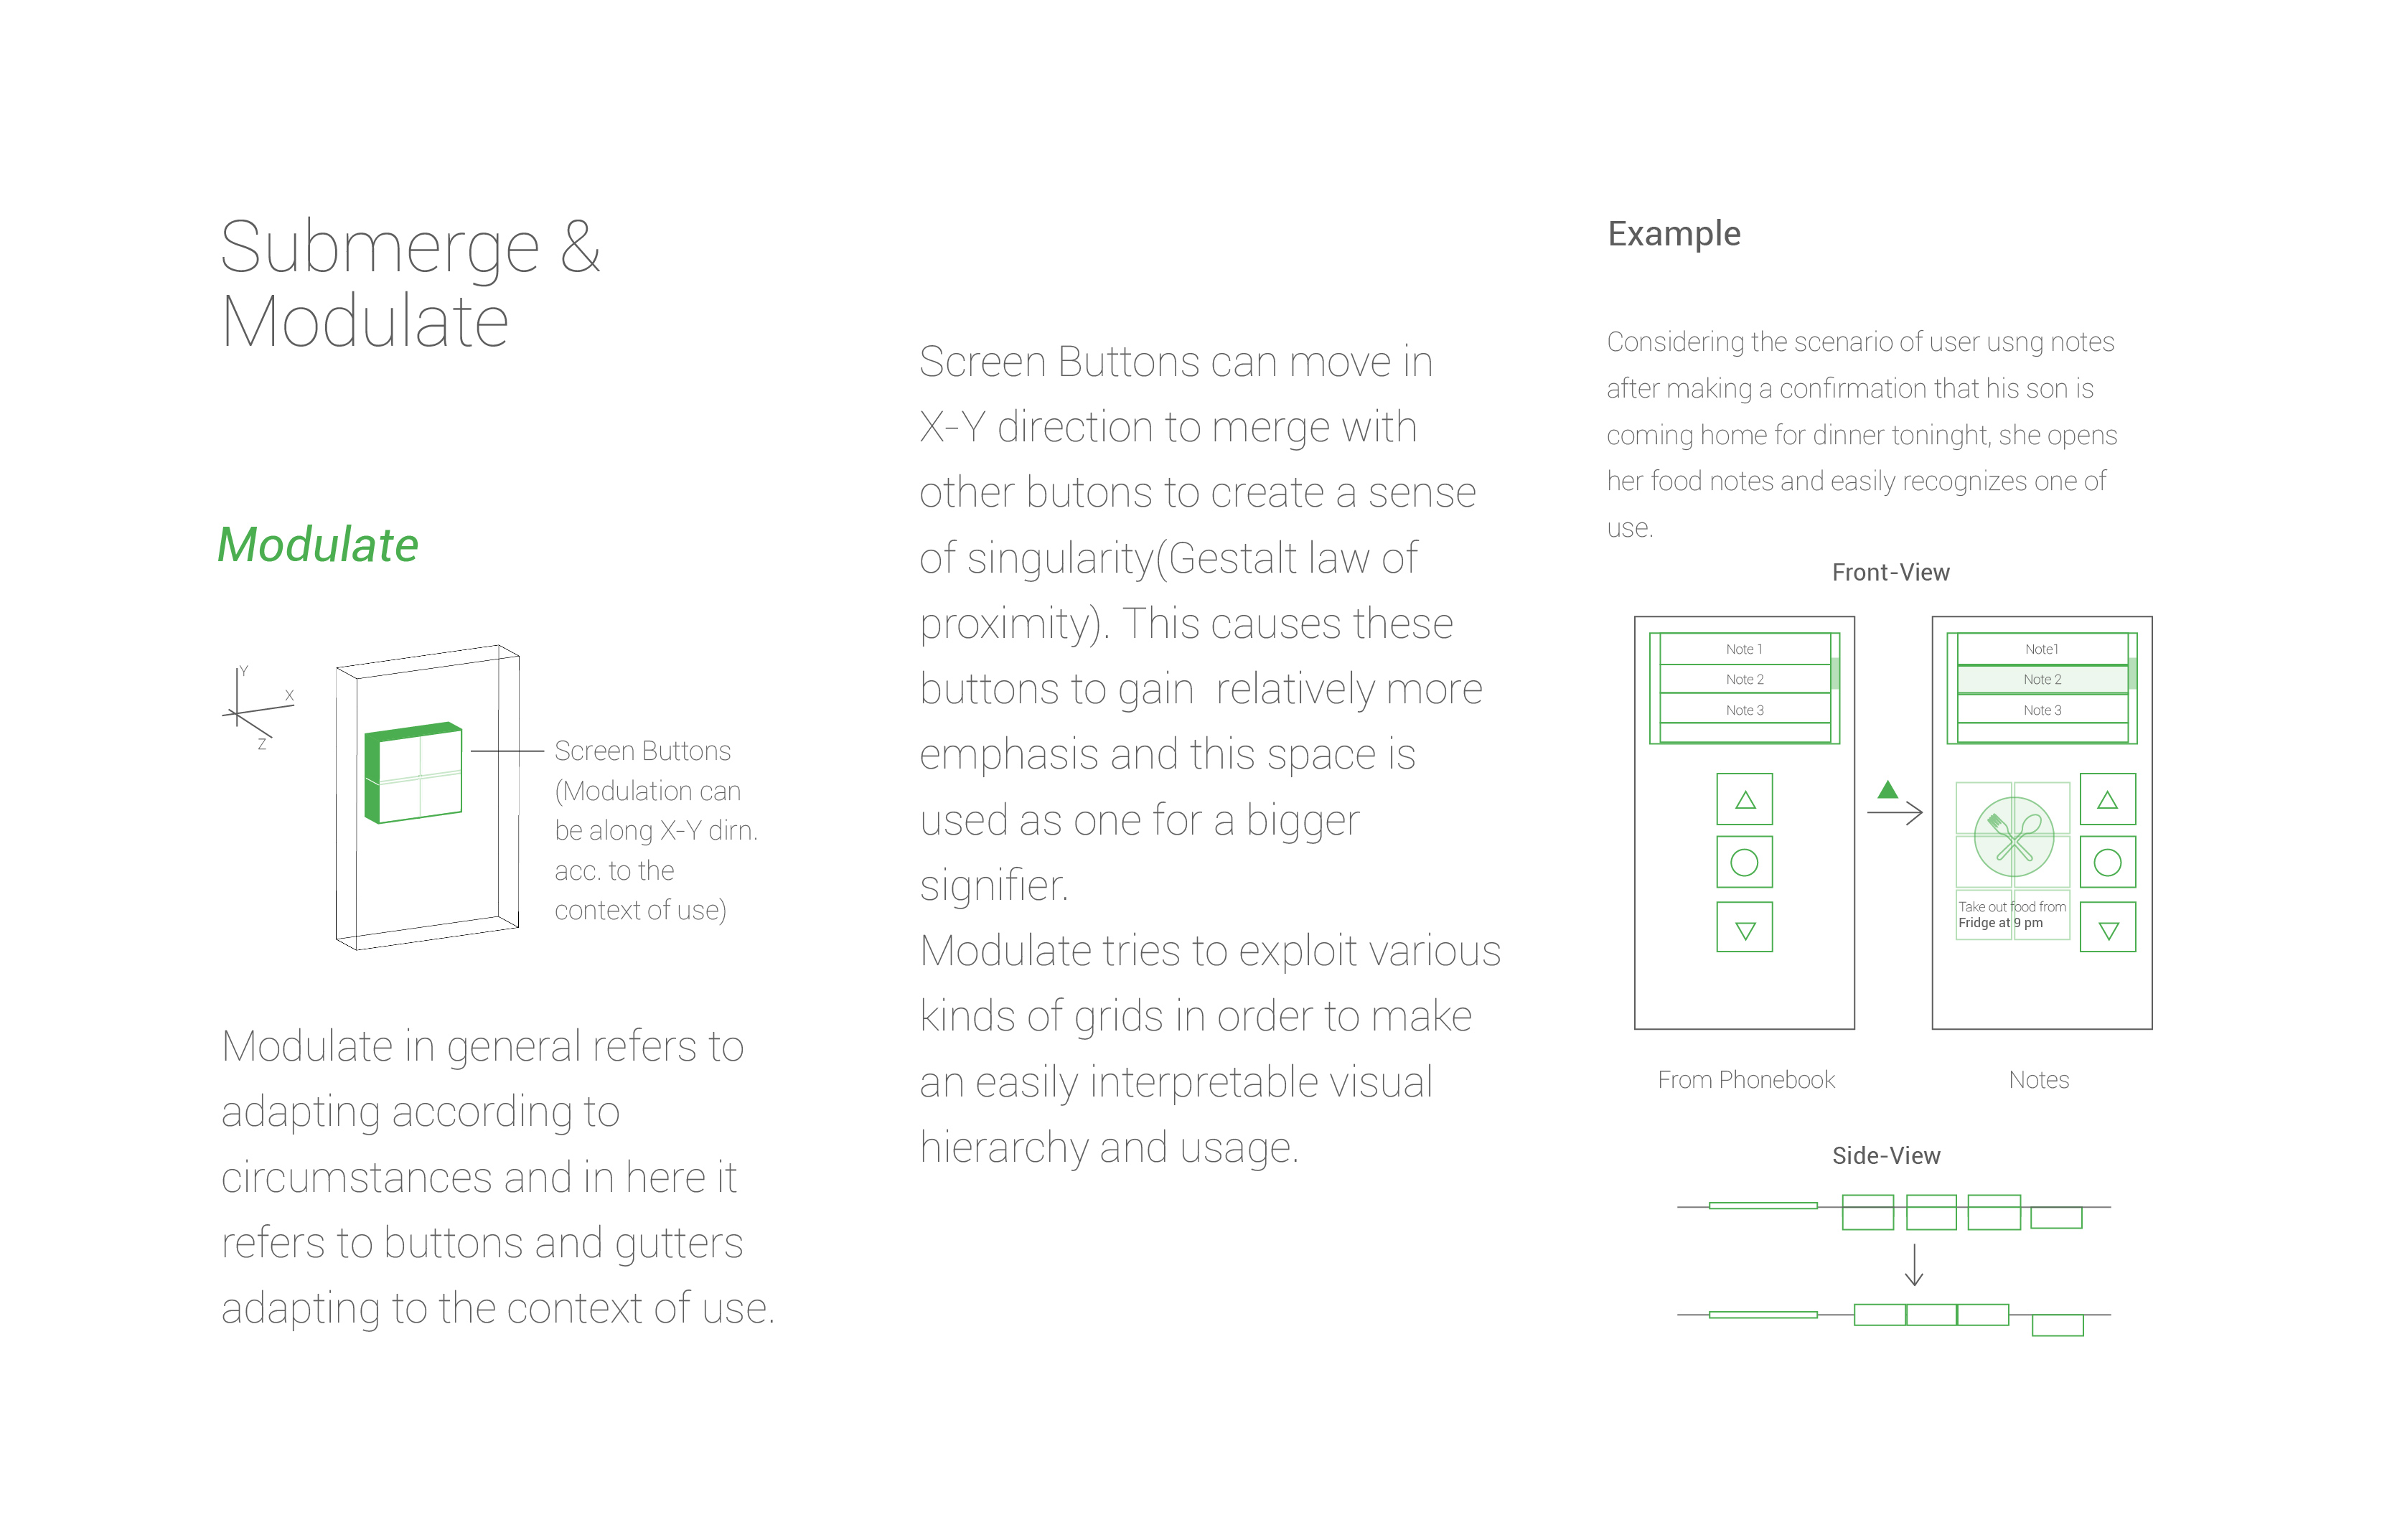 Submerge &
Modulate
Modulate
Y
X
Z
Screen Buttons
(Modulation can
be along X-Y dirn.
acc. to the
context of use)
Modulate in general refers to
adapting according to
circumstances and in here it
refers to buttons and gutters
adapting to the context of use.
Screen Buttons can move in
X-Y direction to merge with
other butons to create a sense
of singularity(Gestalt law of
proximity). This causes these
buttons to gain  relatively more
emphasis and this space is
used as one for a bigger
signifier.
Modulate tries to exploit various
kinds of grids in order to make
an easily interpretable visual
hierarchy and usage.
Example
Considering the scenario of user usng notes
after making a confirmation that his son is
coming home for dinner toninght, she opens
her food notes and easily recognizes one of
use.
Front-View
Note 1
Note 2
Note 3
Note1
Note 2
Note 3
Take out food from
Fridge at 9 pm
From Phonebook
Notes
Side-View